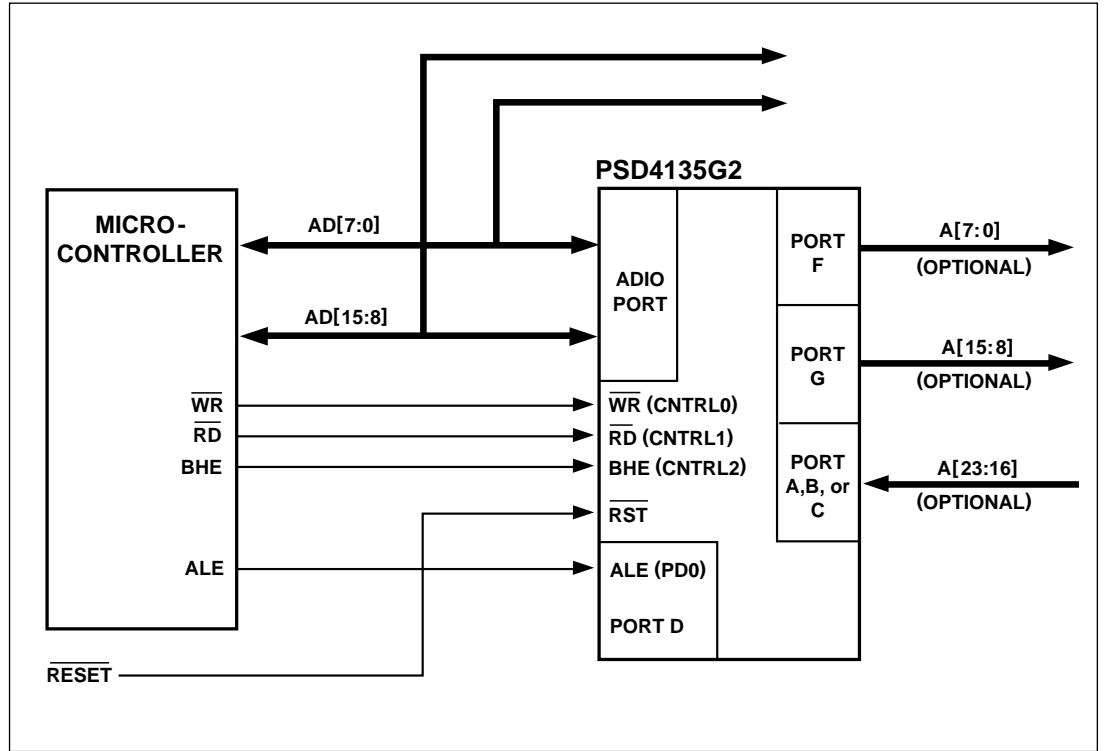 PSD4135G2
MICRO-
CONTROLLER
AD[7:0]
AD[15:8]
WR
RD
BHE
ALE
RESET
ADIO
PORT
WR (CNTRL0)
RD (CNTRL1)
BHE (CNTRL2)
RST
ALE (PD0)
PORT D
PORT
F
PORT
G
PORT
A,B, or
C
A[7:0]
(OPTIONAL)
A[15:8]
(OPTIONAL)
A[23:16]
(OPTIONAL)